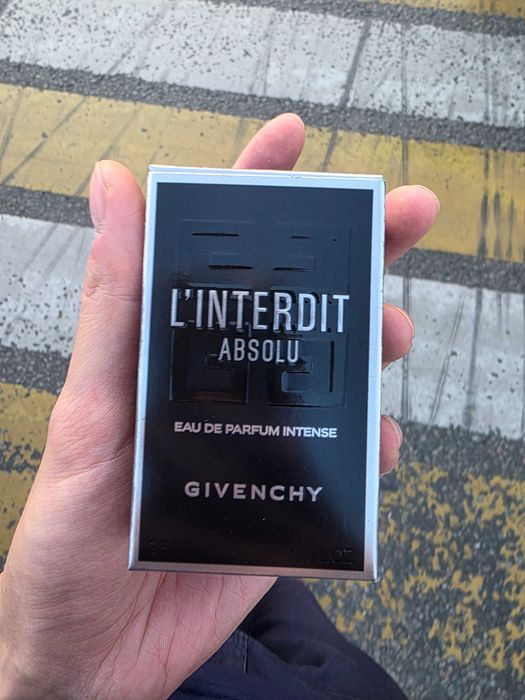 L'INTERDIT
ABSOLU
EAU DE PARFUM INTENSE
GIVENCHY